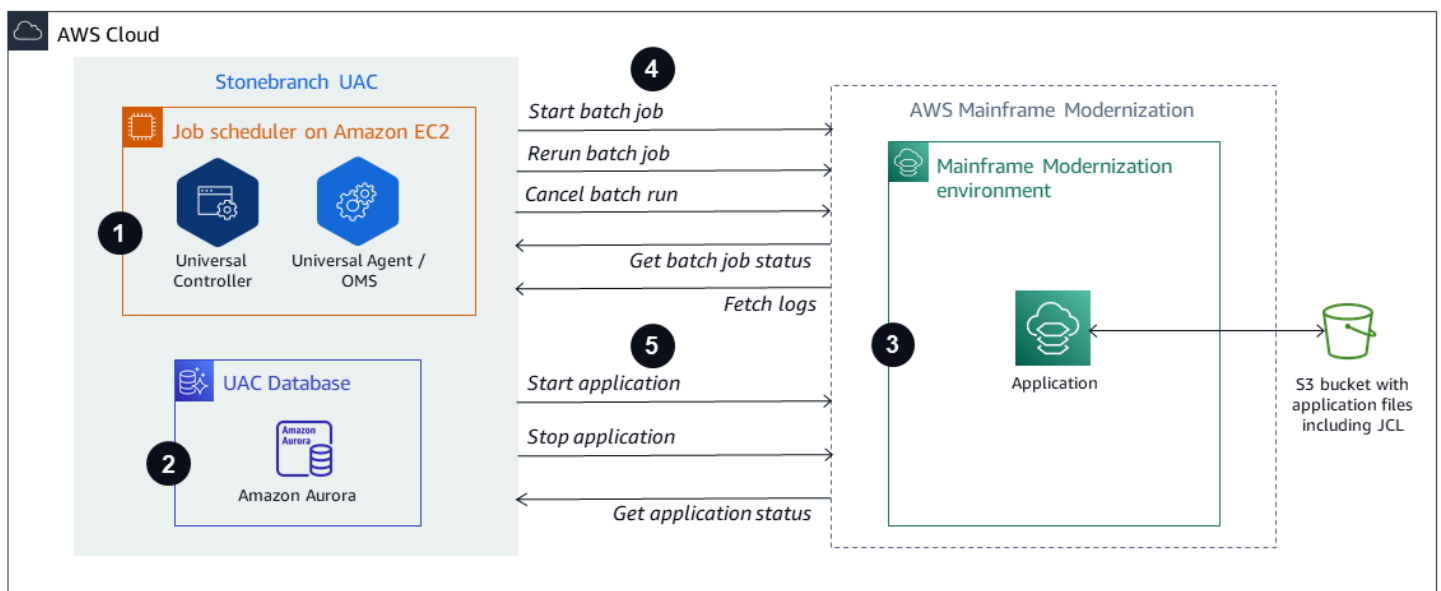 AWS Cloud
Stonebranch UAC
Job scheduler on Amazon EC2
1
Universal
Controller
Universal Agent /
OMS
UAC Database
2
Amazon
Aurora
Amazon Aurora
4
Start batch job
Rerun batch job
Cancel batch run
Get batch job status
Fetch logs
5
Start application
Stop application
Get application status
AWS Mainframe Modernization
Mainframe Modernization
environment
3
Application
S3 bucket with
application files
including JCL